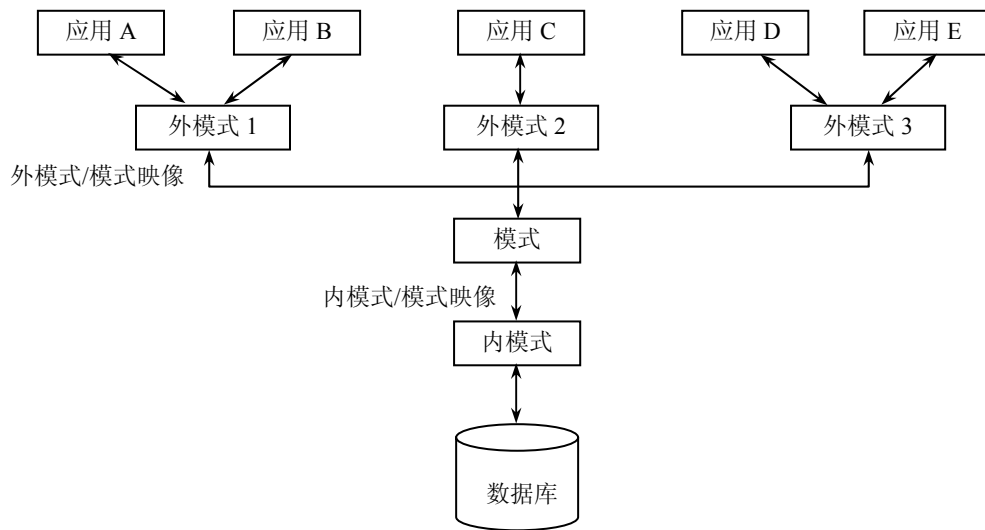 应用 A
应用 B
应用 C
应用 D
应用 E
外模式 1
外模式 2
外模式 3
外模式/模式映像
模式
内模式/模式映像
内模式
数据库